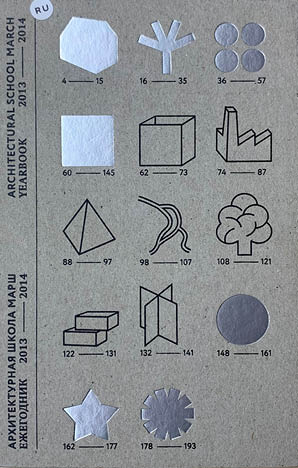 RU
ARCHITECTURAL SCHOOL MARCH
YEARBOOK 2013 — 2014
АРХИТЕКТУРНАЯ ШКОЛА МАРШ
ЕЖЕГОДНИК 2013 — 2014
4 — 15 16 — 35 36 — 57
60 — 145 62 — 73 74 — 87
88 — 97 98 — 107 108 — 121
122 — 131 132 — 141 148 — 161
162 — 177 178 — 193